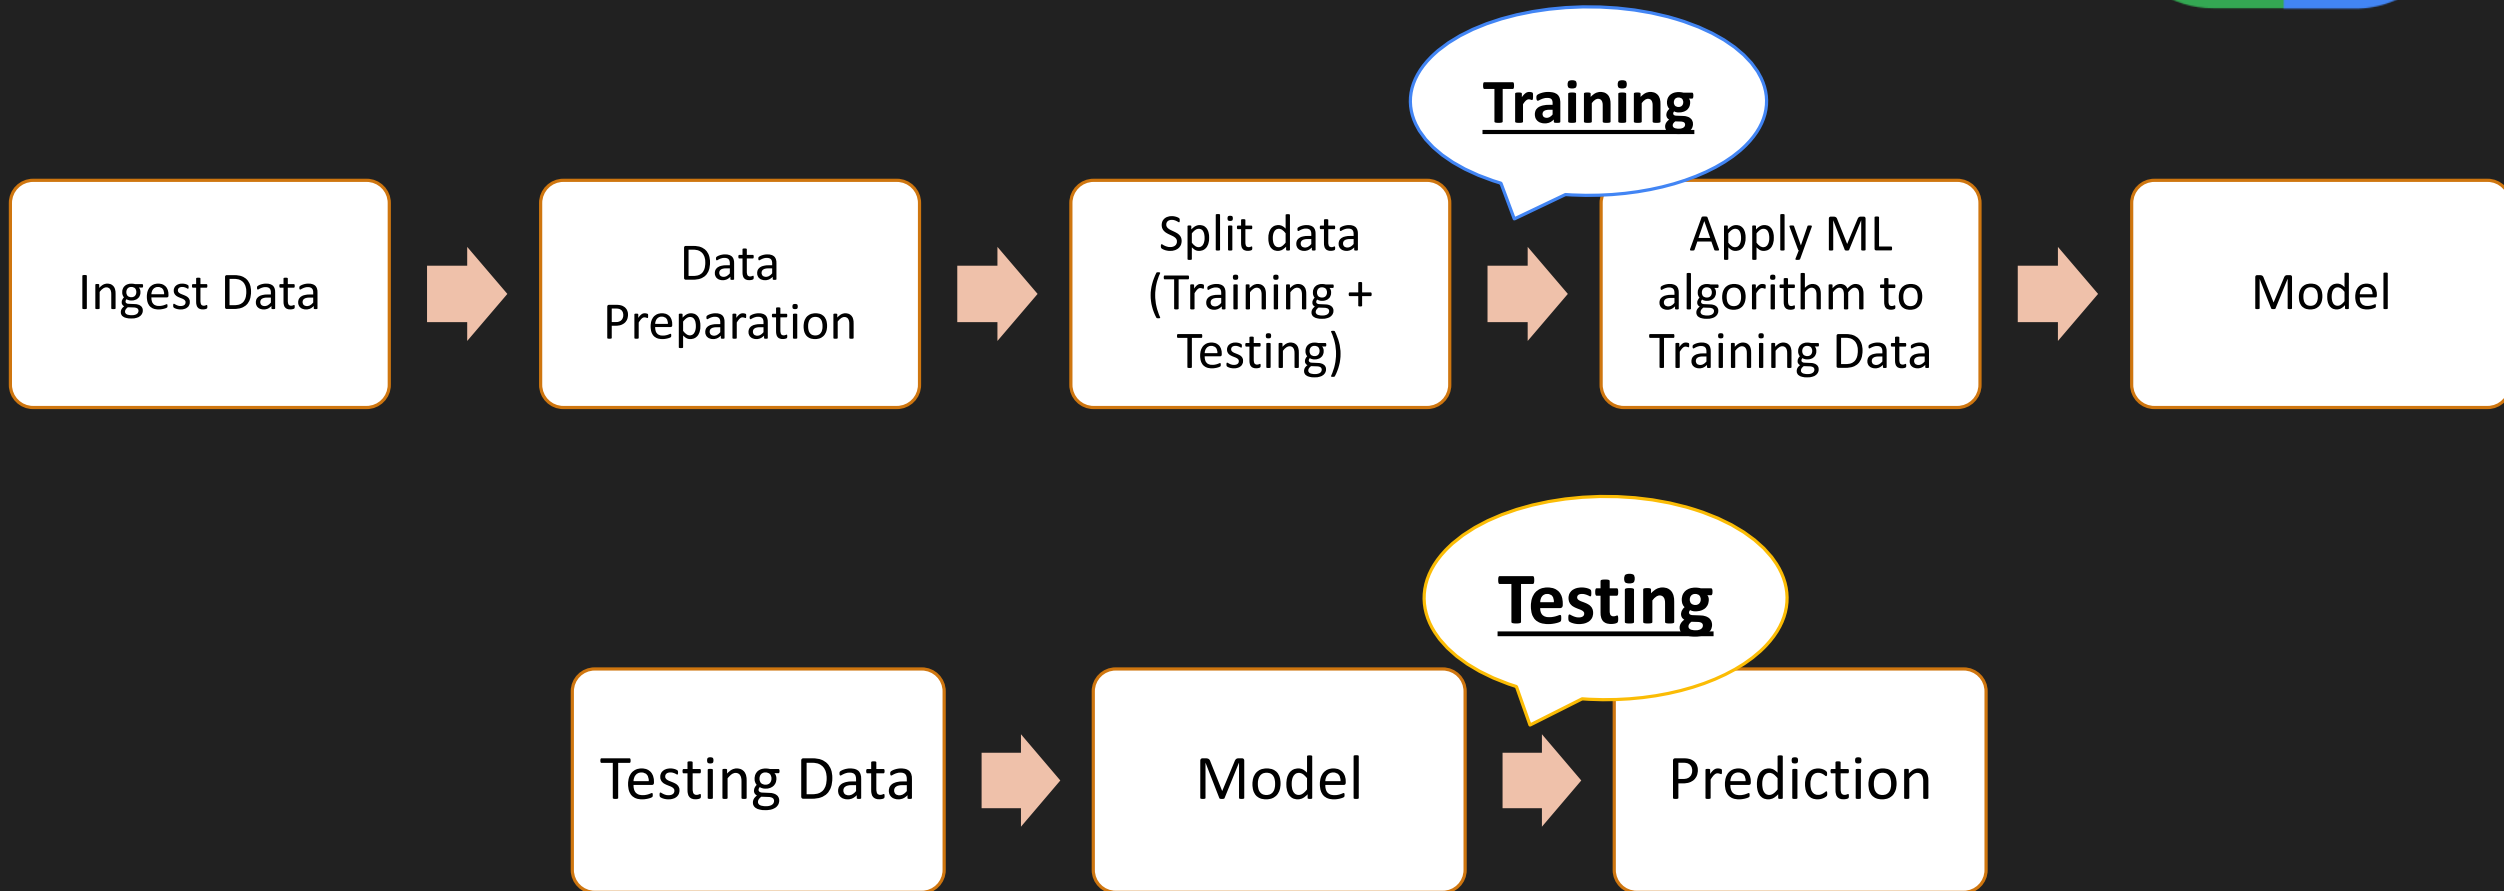 Training
Ingest Data
Data
Preparation
Split data
(Training +
Testing)
Apply ML
algorithm to
Training Data
Model
Testing
Testing Data
Model
Prediction